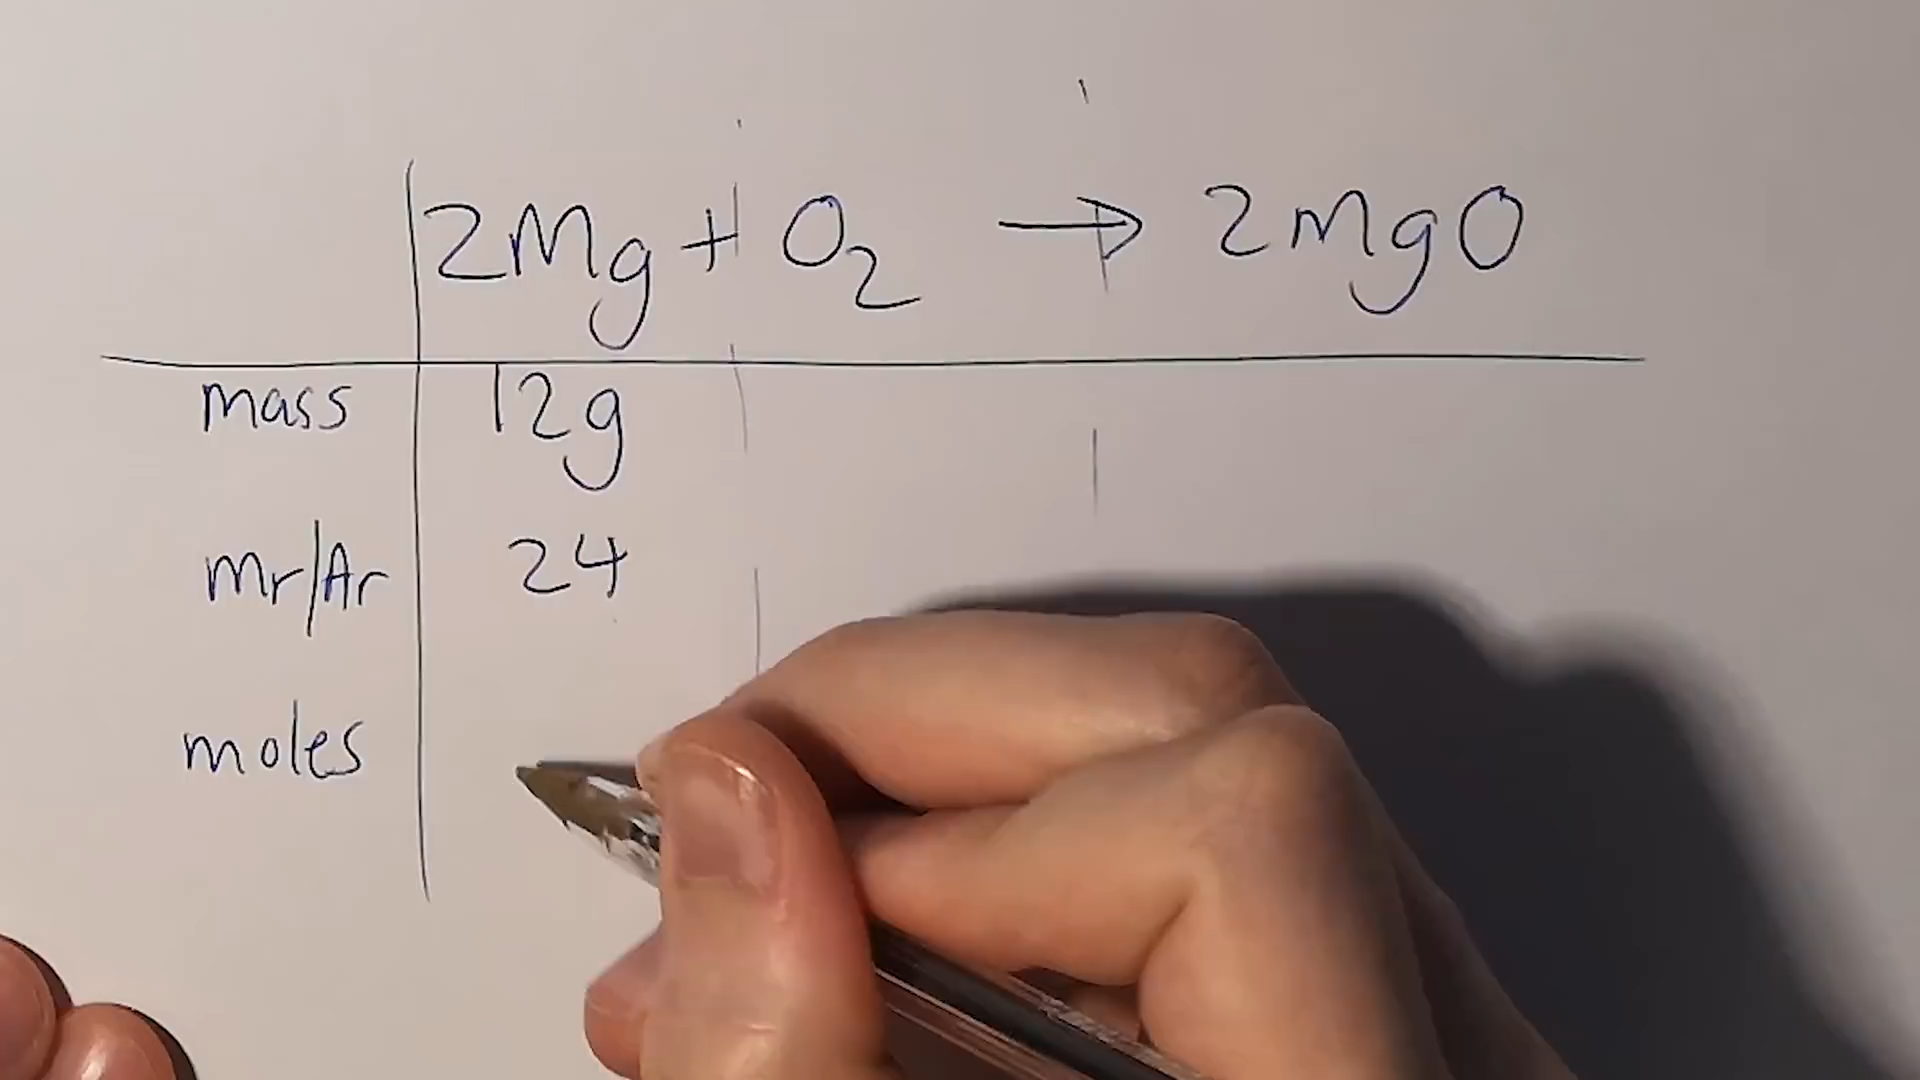 2Mg + O₂ → 2MgO
mass 12g
Mr/Ar 24
moles